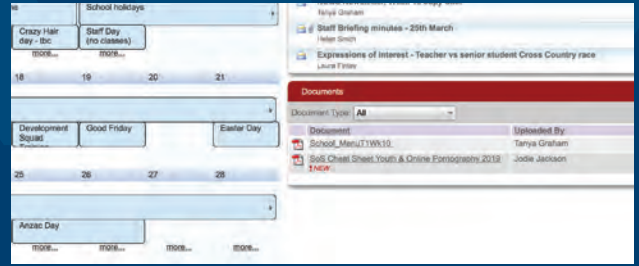 School holidays
Crazy Hair
day - tbc
Staff Day
(no classes)
more...
more...
18
19
20
21
Development
Squad
Good Friday
Easter Day
25
26
27
28
Anzac Day
more...
more...
more...
more...
Tanya Graham
Staff Briefing minutes - 25th March
Helen Smith
Expressions of Interest - Teacher vs senior student Cross Country race
Laura Finlay
Documents
Document Type: All
Document
Uploaded By
School_MenuT1Wk10
Tanya Graham
SoS Cheat Sheet Youth & Online Pornography 2019
Jodie Jackson
NEW